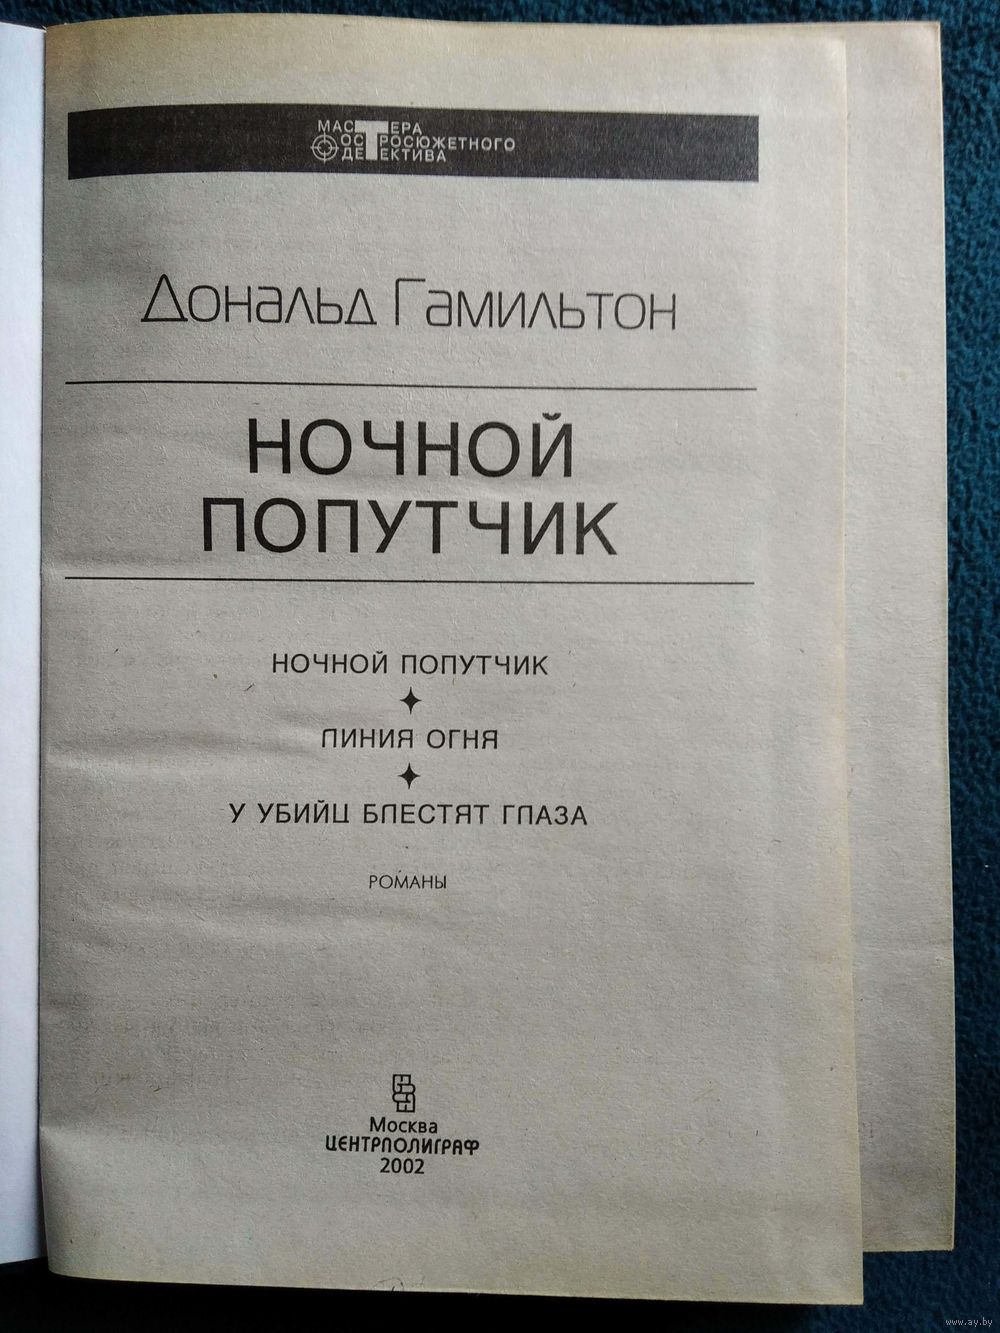 МАСТЕРА
ОСТРОСЮЖЕТНОГО
ДЕТЕКТИВА
Дональд Гамильтон
НОЧНОЙ
ПОПУТЧИК
НОЧНОЙ ПОПУТЧИК
ЛИНИЯ ОГНЯ
У УБИЙЦ БЛЕСТЯТ ГЛАЗА
РОМАНЫ
Москва
ЦЕНТРПОЛИГРАФ
2002
www.ay.by